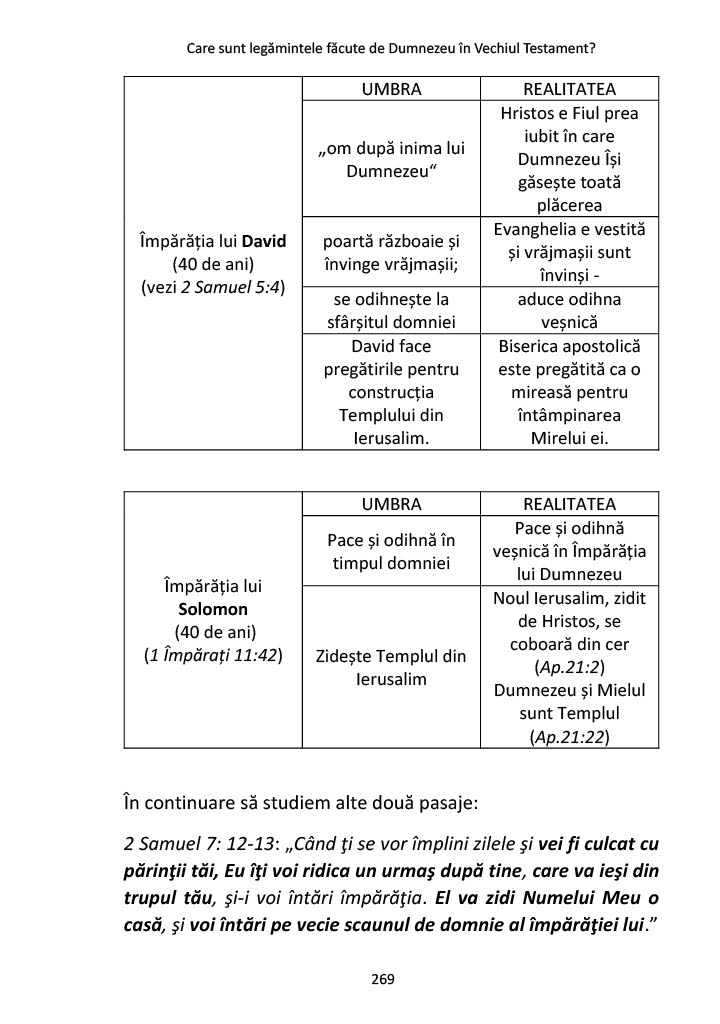 Care sunt legămintele făcute de Dumnezeu în Vechiul Testament?
UMBRA
REALITATEA
Împărăția lui David
(40 de ani)
(vezi 2 Samuel 5:4)
„om după inima lui
Dumnezeu“
Hristos e Fiul prea
iubit în care
Dumnezeu Își
găsește toată
plăcerea
poartă războaie și
învinge vrăjmașii;
Evanghelia e vestită
și vrăjmașii sunt
învinși -
se odihnește la
sfârșitul domniei
aduce odihna
veșnică
David face
pregătirile pentru
construcția
Templului din
Ierusalim.
Biserica apostolică
este pregătită ca o
mireasă pentru
întâmpinarea
Mirelui ei.
UMBRA
REALITATEA
Împărăția lui
Solomon
(40 de ani)
(1 Împărați 11:42)
Pace și odihnă în
timpul domniei
Pace și odihnă
veșnică în Împărăția
lui Dumnezeu
Zidește Templul din
Ierusalim
Noul Ierusalim, zidit
de Hristos, se
coboară din cer
(Ap.21:2)
Dumnezeu și Mielul
sunt Templul
(Ap.21:22)
În continuare să studiem alte două pasaje:
2 Samuel 7: 12-13: „Când ţi se vor împlini zilele şi vei fi culcat cu
părinţii tăi, Eu îţi voi ridica un urmaş după tine, care va ieşi din
trupul tău, şi-i voi întări împărăţia. El va zidi Numelui Meu o
casă, şi voi întări pe vecie scaunul de domnie al împărăţiei lui.”
269